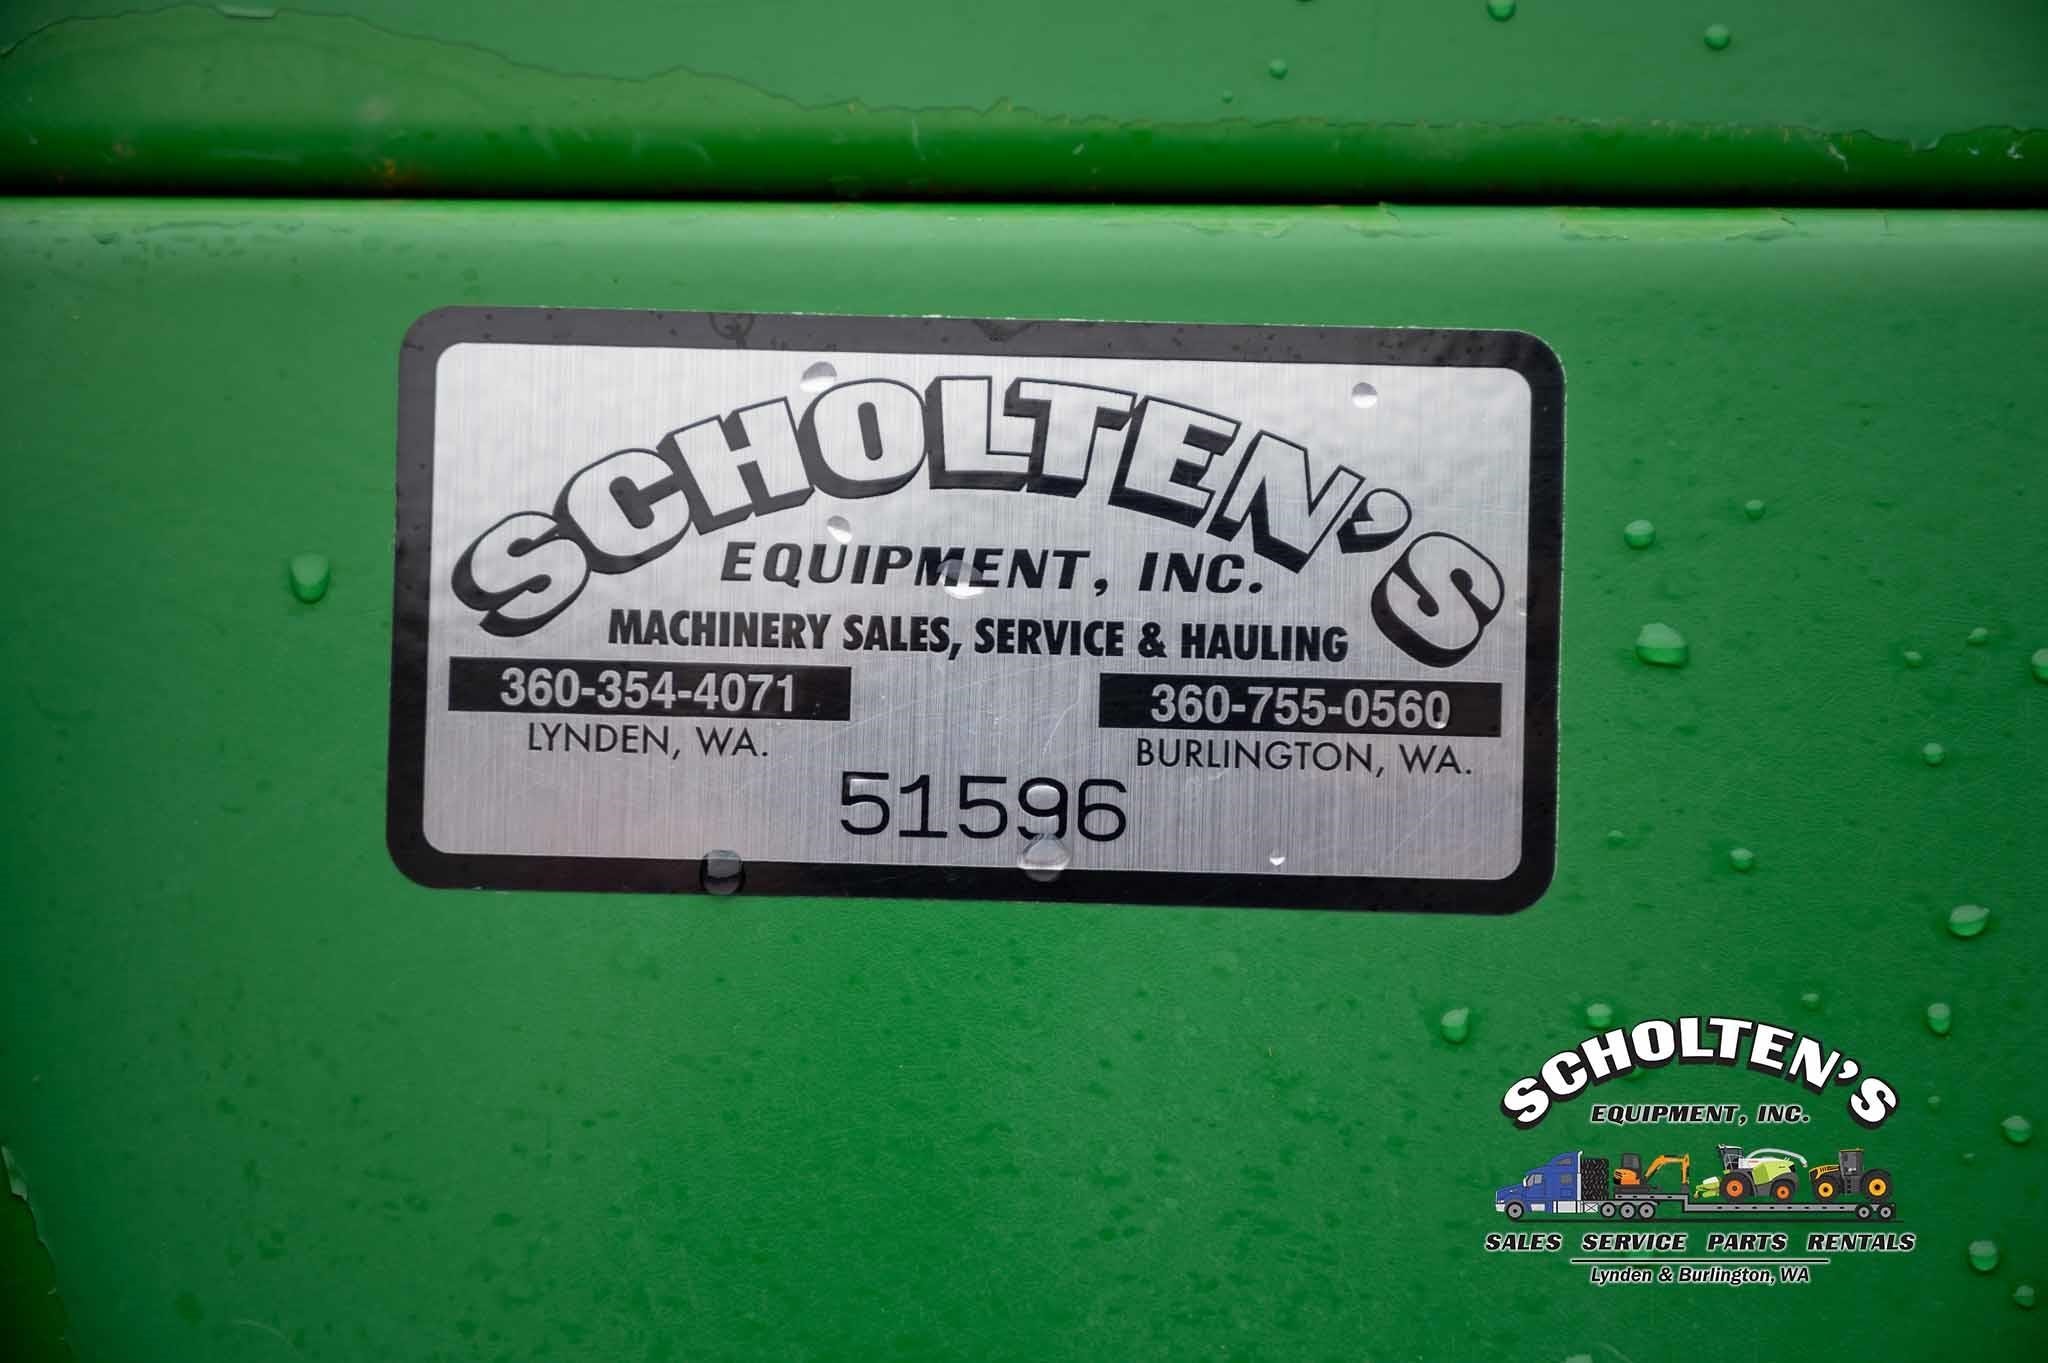 SCHOLTEN'S
EQUIPMENT, INC.
MACHINERY SALES, SERVICE & HAULING
360-354-4071
LYNDEN, WA.
360-755-0560
BURLINGTON, WA.
51596
SCHOLTEN'S
EQUIPMENT, INC.
SALES SERVICE PARTS RENTALS
Lynden & Burlington, WA